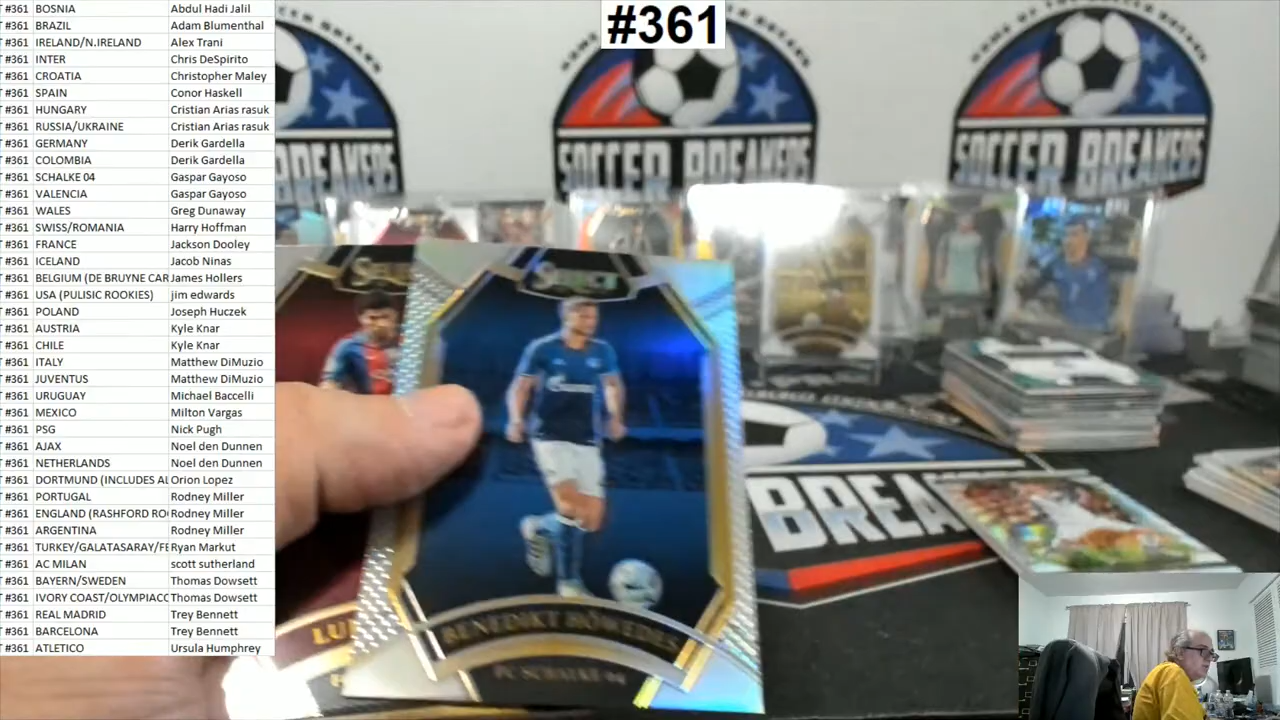 #361
T #361 BOSNIA Abdul Hadi Jalil
T #361 BRAZIL Adam Blumenthal
T #361 IRELAND/N.IRELAND Alex Trani
T #361 INTER Chris DeSpirito
T #361 CROATIA Christopher Maley
T #361 SPAIN Conor Haskell
T #361 HUNGARY Cristian Arias rasuk
T #361 RUSSIA/UKRAINE Cristian Arias rasuk
T #361 GERMANY Derik Gardella
T #361 COLOMBIA Derik Gardella
T #361 SCHALKE 04 Gaspar Gayoso
T #361 VALENCIA Gaspar Gayoso
T #361 WALES Greg Dunaway
T #361 SWISS/ROMANIA Harry Hoffman
T #361 FRANCE Jackson Dooley
T #361 ICELAND Jacob Ninas
T #361 BELGIUM (DE BRUYNE CAR James Hollers
T #361 USA (PULISIC ROOKIES) jim edwards
T #361 POLAND Joseph Huczek
T #361 AUSTRIA Kyle Knar
T #361 CHILE Kyle Knar
T #361 ITALY Matthew DiMuzio
T #361 JUVENTUS Matthew DiMuzio
T #361 URUGUAY Michael Baccelli
T #361 MEXICO Milton Vargas
T #361 PSG Nick Pugh
T #361 AJAX Noel den Dunnen
T #361 NETHERLANDS Noel den Dunnen
T #361 DORTMUND (INCLUDES AL Orion Lopez
T #361 PORTUGAL Rodney Miller
T #361 ENGLAND (RASHFORD RO Rodney Miller
T #361 ARGENTINA Rodney Miller
T #361 TURKEY/GALATASARAY/FE Ryan Markut
T #361 AC MILAN scott sutherland
T #361 BAYERN/SWEDEN Thomas Dowsett
T #361 IVORY COAST/OLYMPIACC Thomas Dowsett
T #361 REAL MADRID Trey Bennett
T #361 BARCELONA Trey Bennett
T #361 ATLETICO Ursula Humphrey
SOCCER BREAKERS
SOCCER BREAKERS
BREA
SELECT
BENEDIKT HÖWEDES
FC SCHALKE 04
LU